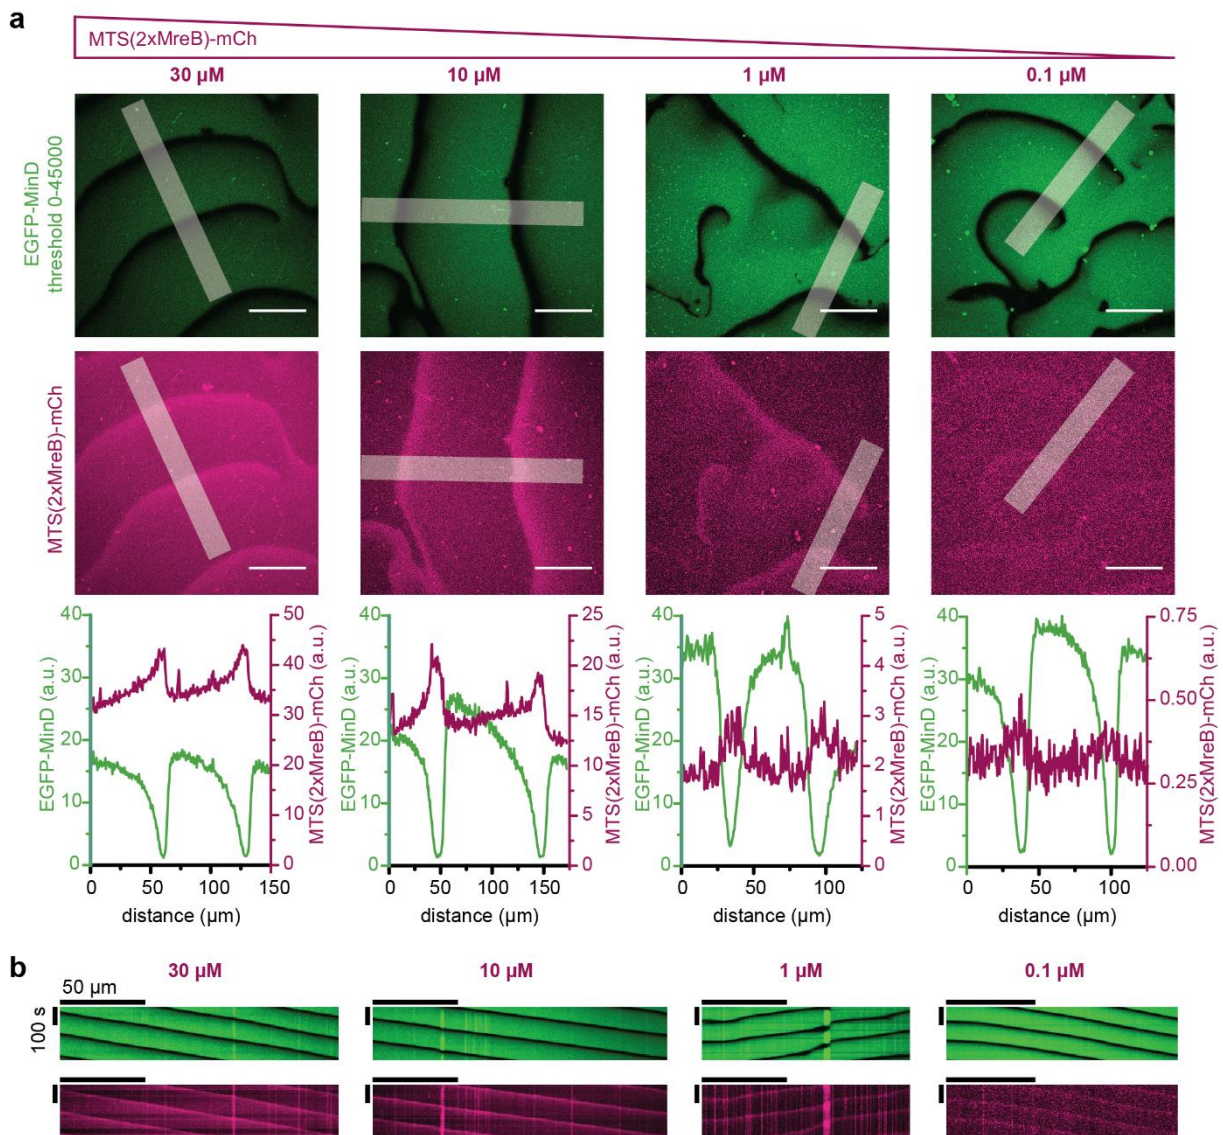 a
MTS(2xMreB)-mCh
30 µM 10 µM 1 µM 0.1 µM
EGFP-MinD
threshold 0-45000
MTS(2xMreB)-mCh
EGFP-MinD (a.u.)
40
30
20
10
0
50
40
30
20
10
0
MTS(2xMreB)-mCh (a.u.)
0 50 100 150
distance (µm)
EGFP-MinD (a.u.)
40
30
20
10
0
25
20
15
10
5
0
MTS(2xMreB)-mCh (a.u.)
0 50 100 150
distance (µm)
EGFP-MinD (a.u.)
40
30
20
10
0
5
4
3
2
1
0
MTS(2xMreB)-mCh (a.u.)
0 50 100
distance (µm)
EGFP-MinD (a.u.)
40
30
20
10
0
0.75
0.50
0.25
0.00
MTS(2xMreB)-mCh (a.u.)
0 50 100
distance (µm)
b
30 µM 10 µM 1 µM 0.1 µM
50 µm
100 s